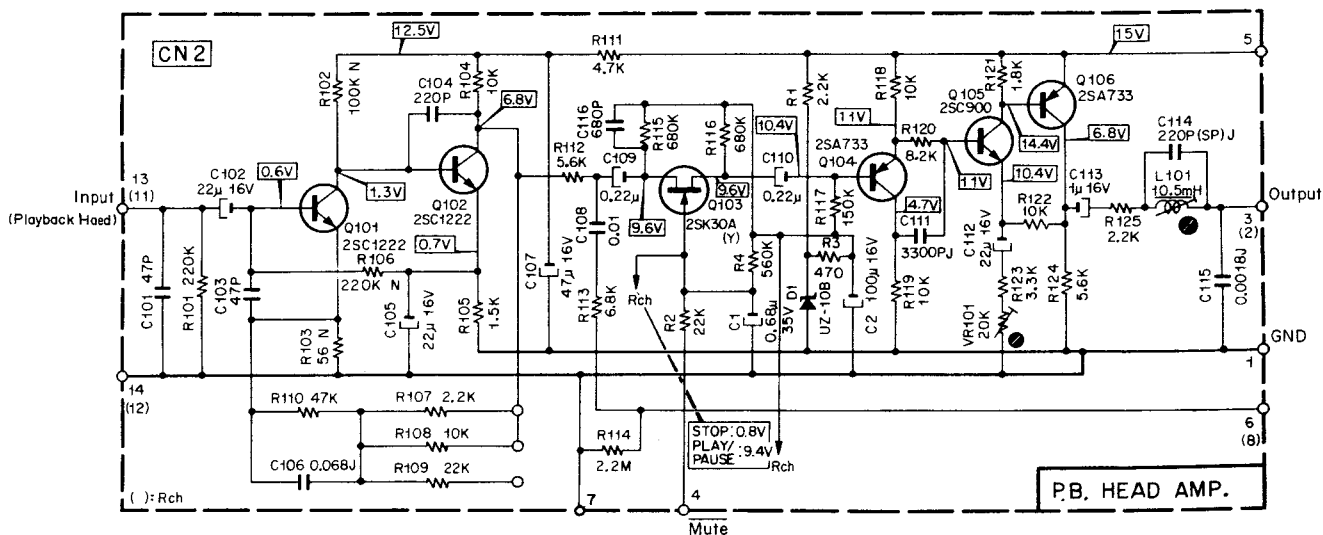 CN2
12.5V
R111
4.7K
15V
5
R102
100K N
C104
220P
R104
10K
6.8V
R1
2.2K
R118
10K
R121
1.8K
Q106
2SA733
Q105
2SC900
C116
680P
R115
680K
R116
680K
10.4V
11V
2SA733
Q104
R120
8.2K
14.4V
6.8V
C114
220P(SP)J
R112
5.6K
C109
0.22μ
C110
0.22μ
11V
10.4V
L101
10.5mH
Input
(Playback Haed)
13
(11)
C102
22μ 16V
0.6V
1.3V
Q102
2SC1222
Q101
2SC1222
9.6V
9.6V
Q103
2SK30A
(Y)
R117
150K
4.7V
C111
3300PJ
R122
10K
C113
1μ 16V
R125
2.2K
Output
3
(2)
C101
47P
R101
220K
C103
47P
R106
220K N
0.7V
C105
22μ 16V
R105
1.5K
R103
56 N
C107
47μ 16V
C108
0.01
R113
6.8K
Rch
R2
22K
R4
560K
C1
0.68μ
35V
D1
UZ-10B
R3
470
C2
100μ 16V
R119
10K
C112
22μ 16V
R123
3.3K
VR101
20K
R124
5.6K
C115
0.0018J
GND
1
14
(12)
R110 47K
R107 2.2K
R108 10K
C106 0.068J
R109 22K
R114
2.2M
STOP:0.8V
PLAY/
PAUSE :9.4V
Rch
6
(8)
( ):Rch
7
4
Mute
P.B. HEAD AMP.